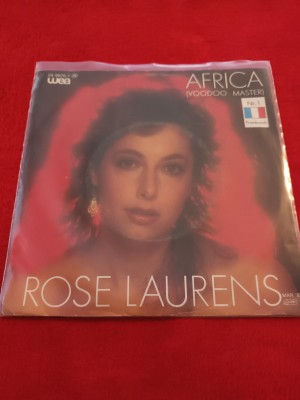 wea
AFRICA
(VOODOO MASTER)
ROSE LAURENS